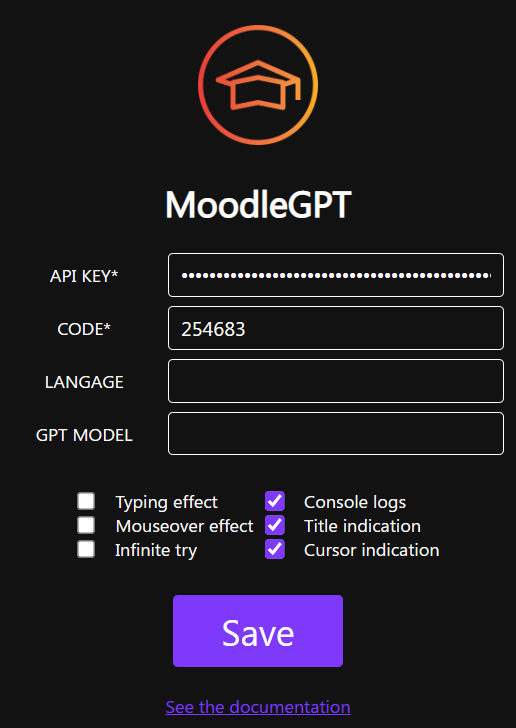 MoodleGPT
API KEY* ••••••••••••••••••••••••••••••••••••••••••••
CODE* 254683
LANGAGE
GPT MODEL
Typing effect Console logs
Mouseover effect Title indication
Infinite try Cursor indication
Save
See the documentation